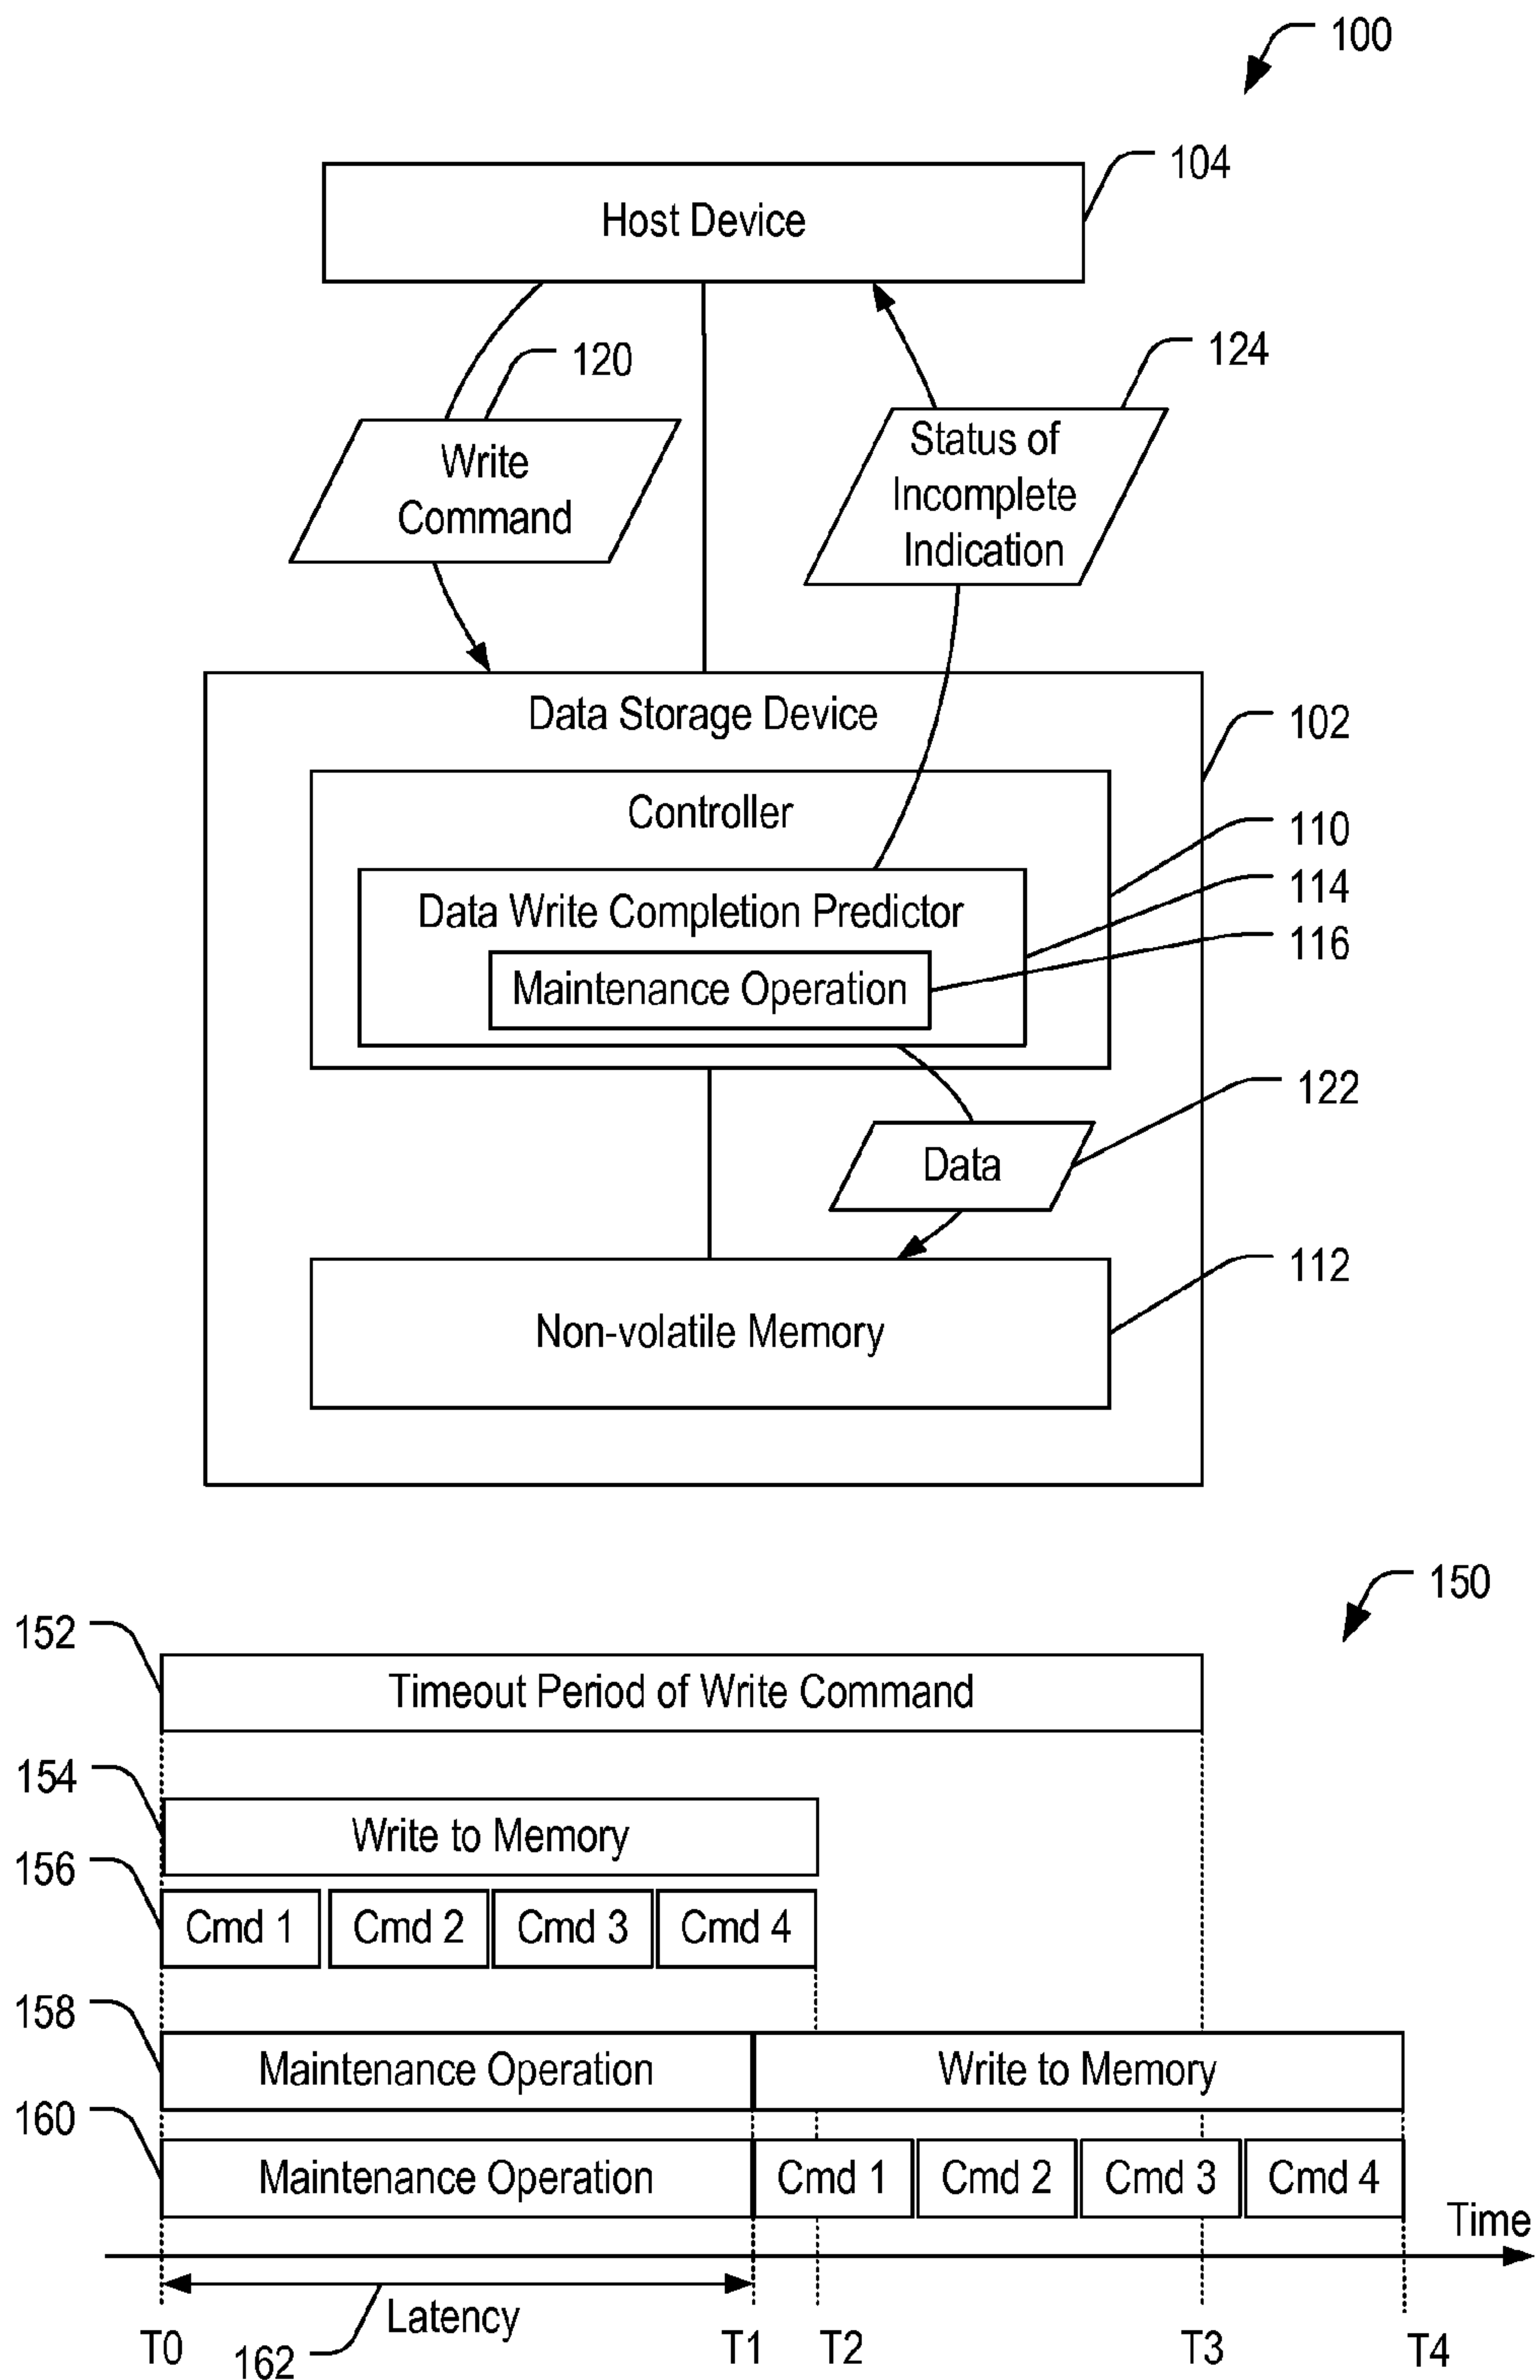 100
104
Host Device
120
124
Write
Command
Status of
Incomplete
Indication
Data Storage Device
102
Controller
110
Data Write Completion Predictor
114
116
Maintenance Operation
122
Data
112
Non-volatile Memory
150
152
Timeout Period of Write Command
154
Write to Memory
156
Cmd 1 Cmd 2 Cmd 3 Cmd 4
158
Maintenance Operation Write to Memory
160
Maintenance Operation Cmd 1 Cmd 2 Cmd 3 Cmd 4
Time
Latency
T0 162 T1 T2 T3 T4